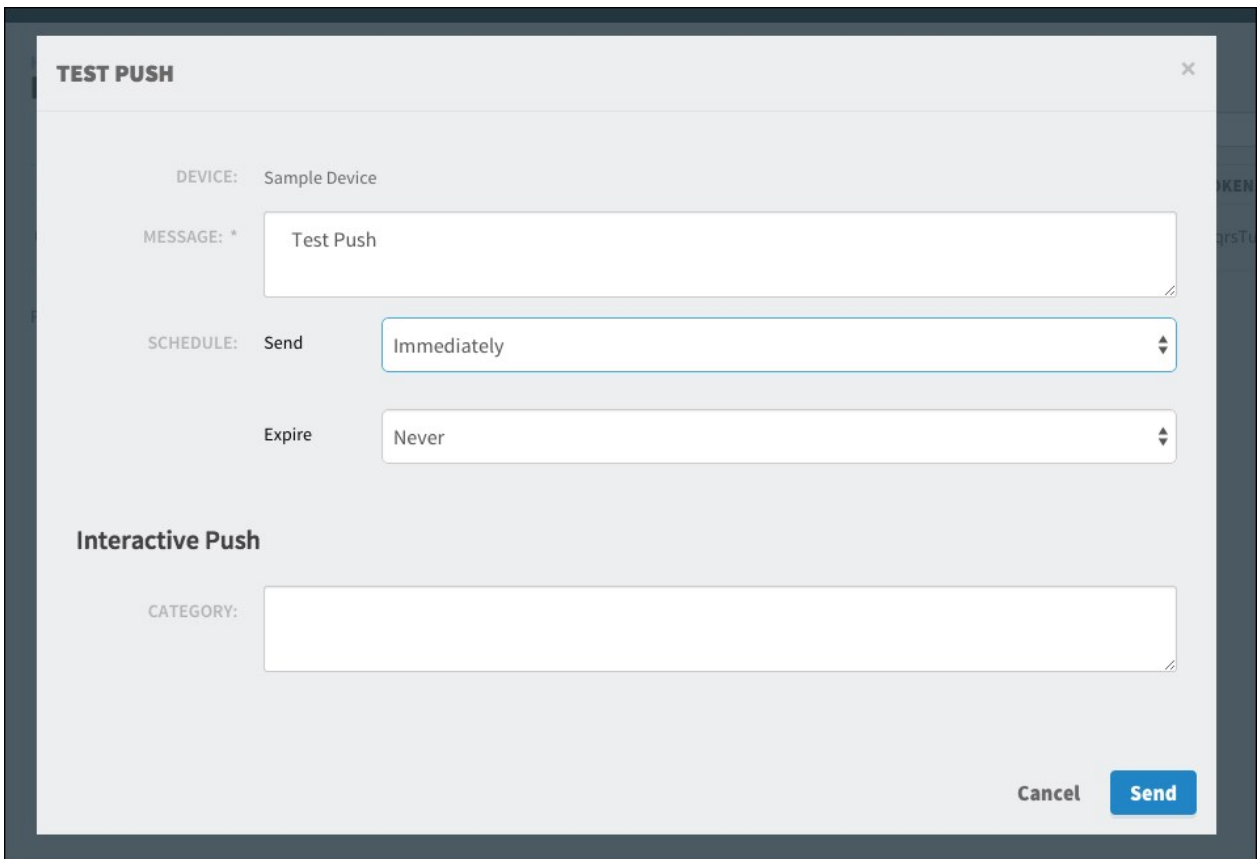 TEST PUSH ×
DEVICE: Sample Device
MESSAGE: * Test Push
SCHEDULE: Send Immediately
Expire Never
Interactive Push
CATEGORY:
Cancel Send